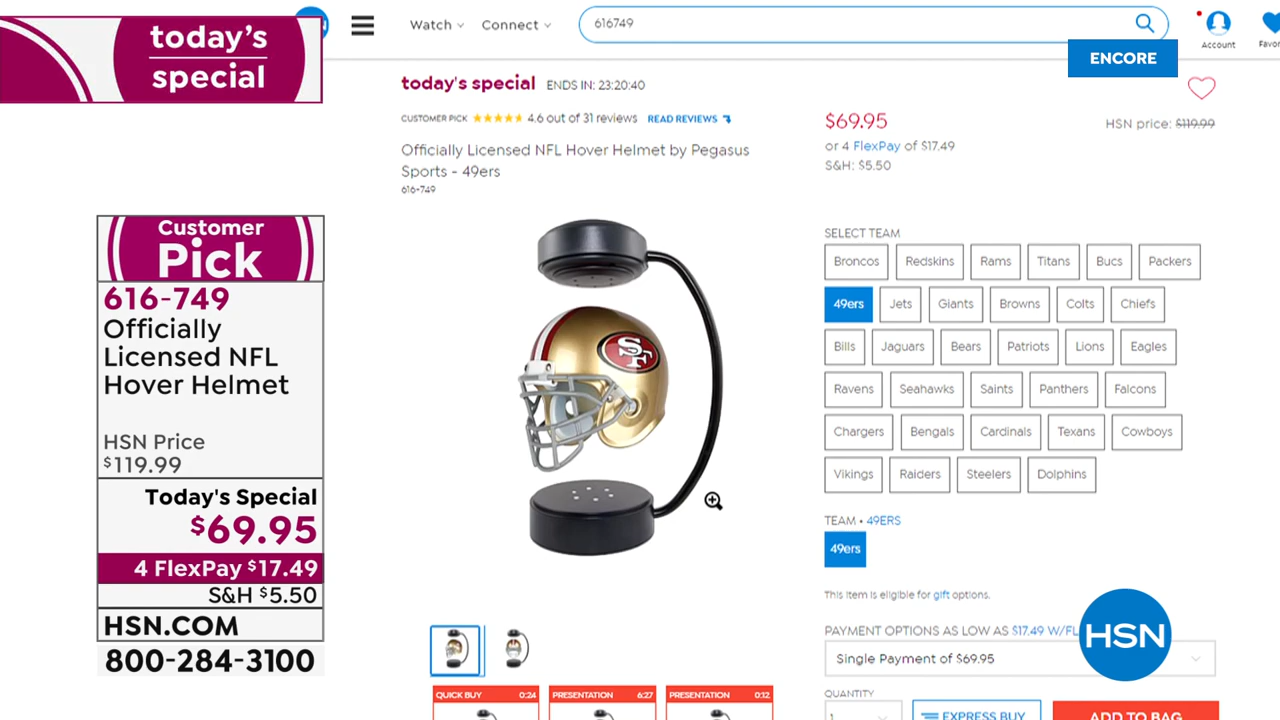 today's
special
Watch
Connect
616749
Account
ENCORE
today's special ENDS IN: 23:20:40
CUSTOMER PICK 4.6 out of 31 reviews READ REVIEWS
Officially Licensed NFL Hover Helmet by Pegasus
Sports - 49ers
616-749
$69.95
HSN price: $119.99
or 4 FlexPay of $17.49
S&H: $5.50
Customer
Pick
616-749
Officially
Licensed NFL
Hover Helmet
HSN Price
$119.99
Today's Special
$69.95
4 FlexPay $17.49
S&H $5.50
HSN.COM
800-284-3100
SF
SELECT TEAM
Broncos Redskins Rams Titans Bucs Packers
49ers Jets Giants Browns Colts Chiefs
Bills Jaguars Bears Patriots Lions Eagles
Ravens Seahawks Saints Panthers Falcons
Chargers Bengals Cardinals Texans Cowboys
Vikings Raiders Steelers Dolphins
TEAM • 49ERS
49ers
This item is eligible for gift options.
PAYMENT OPTIONS AS LOW AS $17.49 W/FL
HSN
Single Payment of $69.95
QUANTITY
1
EXPRESS BUY
ADD TO BAG
QUICK BUY 0:24
PRESENTATION 6:27
PRESENTATION 0:12